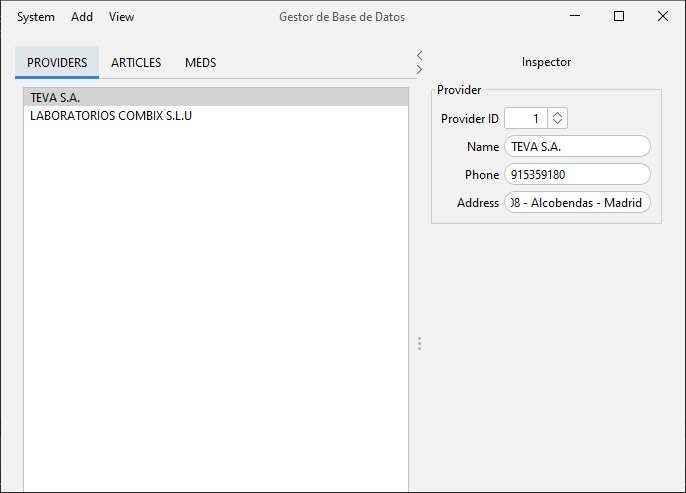 System Add View Gestor de Base de Datos
PROVIDERS ARTICLES MEDS
TEVA S.A.
LABORATORIOS COMBIX S.L.U
Inspector
Provider
Provider ID 1
Name TEVA S.A.
Phone 915359180
Address 08 - Alcobendas - Madrid